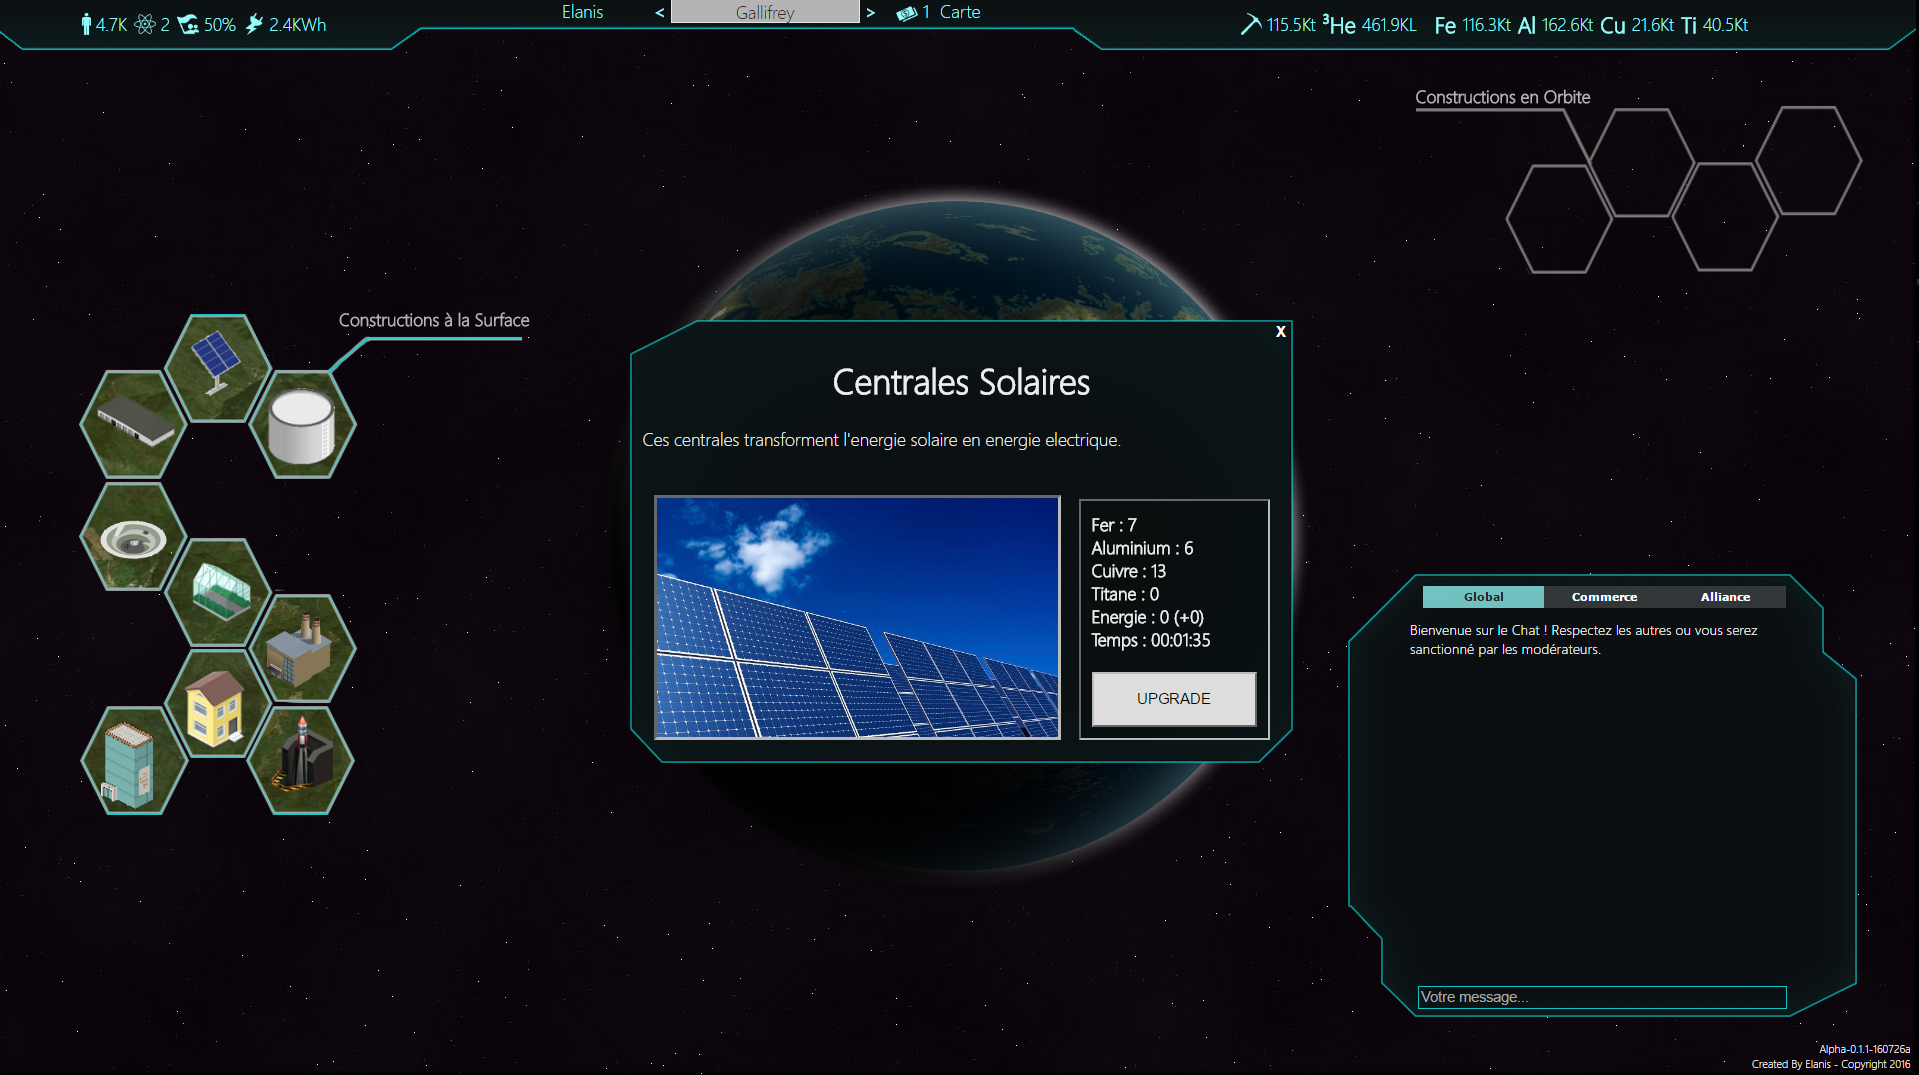 4.7K 2 50% 2.4KWh
Elanis < Gallifrey > 1 Carte
115.5Kt ³He 461.9KL Fe 116.3Kt Al 162.6Kt Cu 21.6Kt Ti 40.5Kt
Constructions en Orbite
Constructions à la Surface
X
Centrales Solaires
Ces centrales transforment l'energie solaire en energie electrique.
Fer : 7
Aluminium : 6
Cuivre : 13
Titane : 0
Energie : 0 (+0)
Temps : 00:01:35
UPGRADE
Global Commerce Alliance
Bienvenue sur le Chat ! Respectez les autres ou vous serez
sanctionné par les modérateurs.
Votre message...
Alpha-0.1.1-160726a
Created By Elanis - Copyright 2016